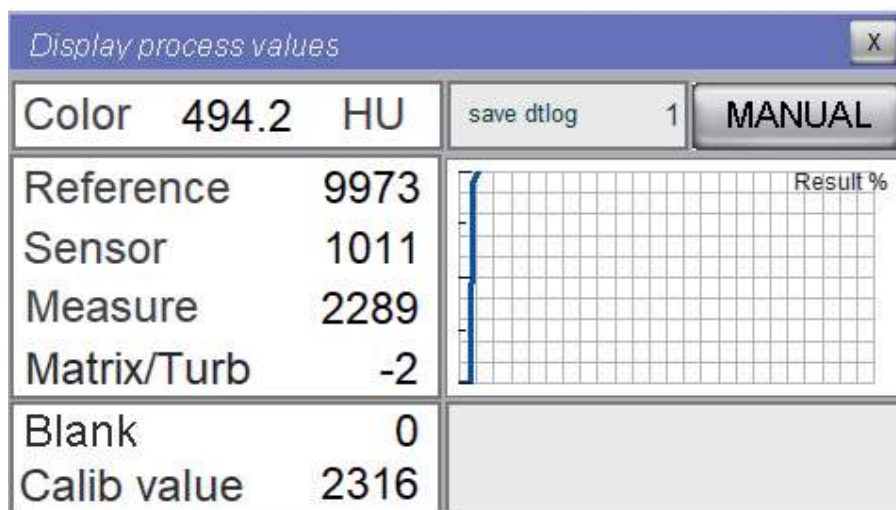 Display process values X
Color 494.2 HU save dtlog 1 MANUAL
Reference 9973 Result %
Sensor 1011
Measure 2289
Matrix/Turb -2
Blank 0
Calib value 2316